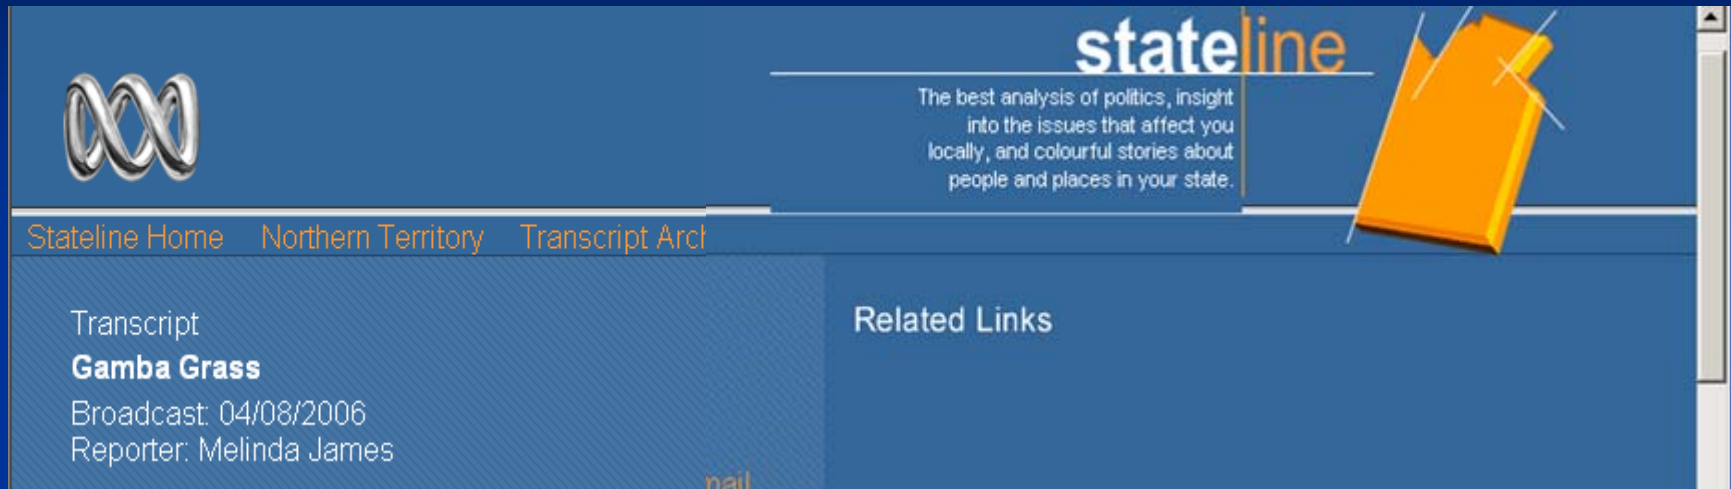 stateline
The best analysis of politics, insight
into the issues that affect you
locally, and colourful stories about
people and places in your state.
Stateline Home Northern Territory Transcript
Transcript
Gamba Grass
Broadcast: 04/08/2006
Reporter: Melinda James
Related Links